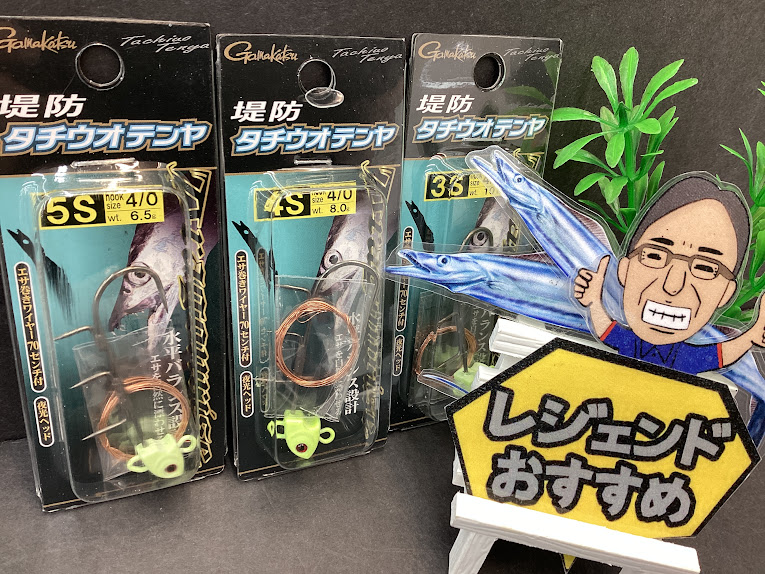 Gamakatsu
Tachiuo
Tenya
堤防
タチウオテンヤ
5S
hook size 4/0
wt. 6.5g
エサ巻きワイヤー70センチ付
夜光ヘッド
水平バランス設計
Gamakatsu
Tachiuo
Tenya
堤防
タチウオテンヤ
4S
hook size 4/0
wt. 8.0g
エサ巻きワイヤー70センチ付
夜光ヘッド
Gamakatsu
Tachiuo
Tenya
堤防
タチウオテンヤ
3S
レジェンド
おすすめ